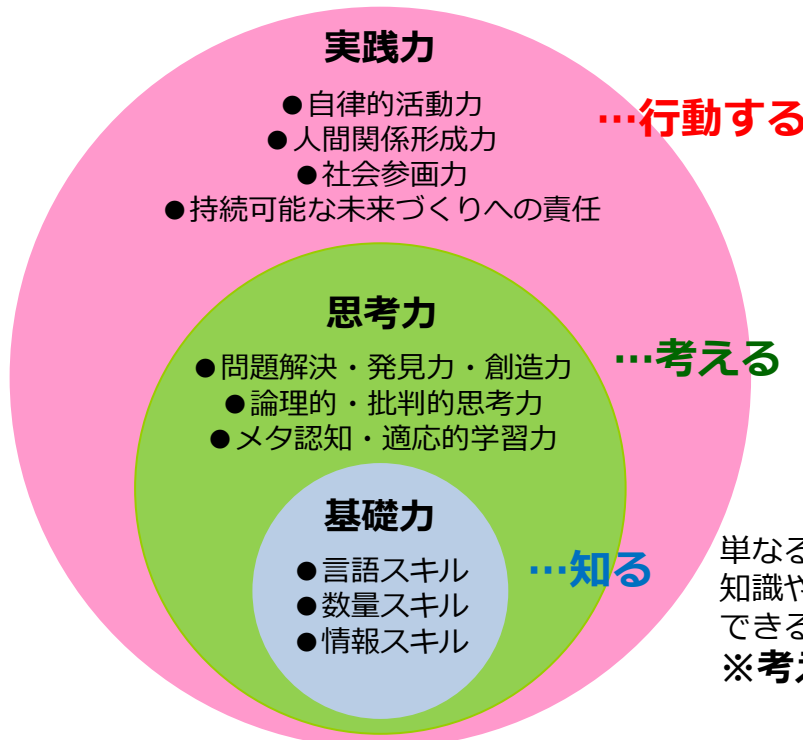 実践力
●自律的活動力
●人間関係形成力
●社会参画力
●持続可能な未来づくりへの責任
…行動する
思考力
●問題解決・発見力・創造力
●論理的・批判的思考力
●メタ認知・適応的学習力
…考える
基礎力
●言語スキル
●数量スキル
●情報スキル
…知る
単なる
知識や
できる
※考え